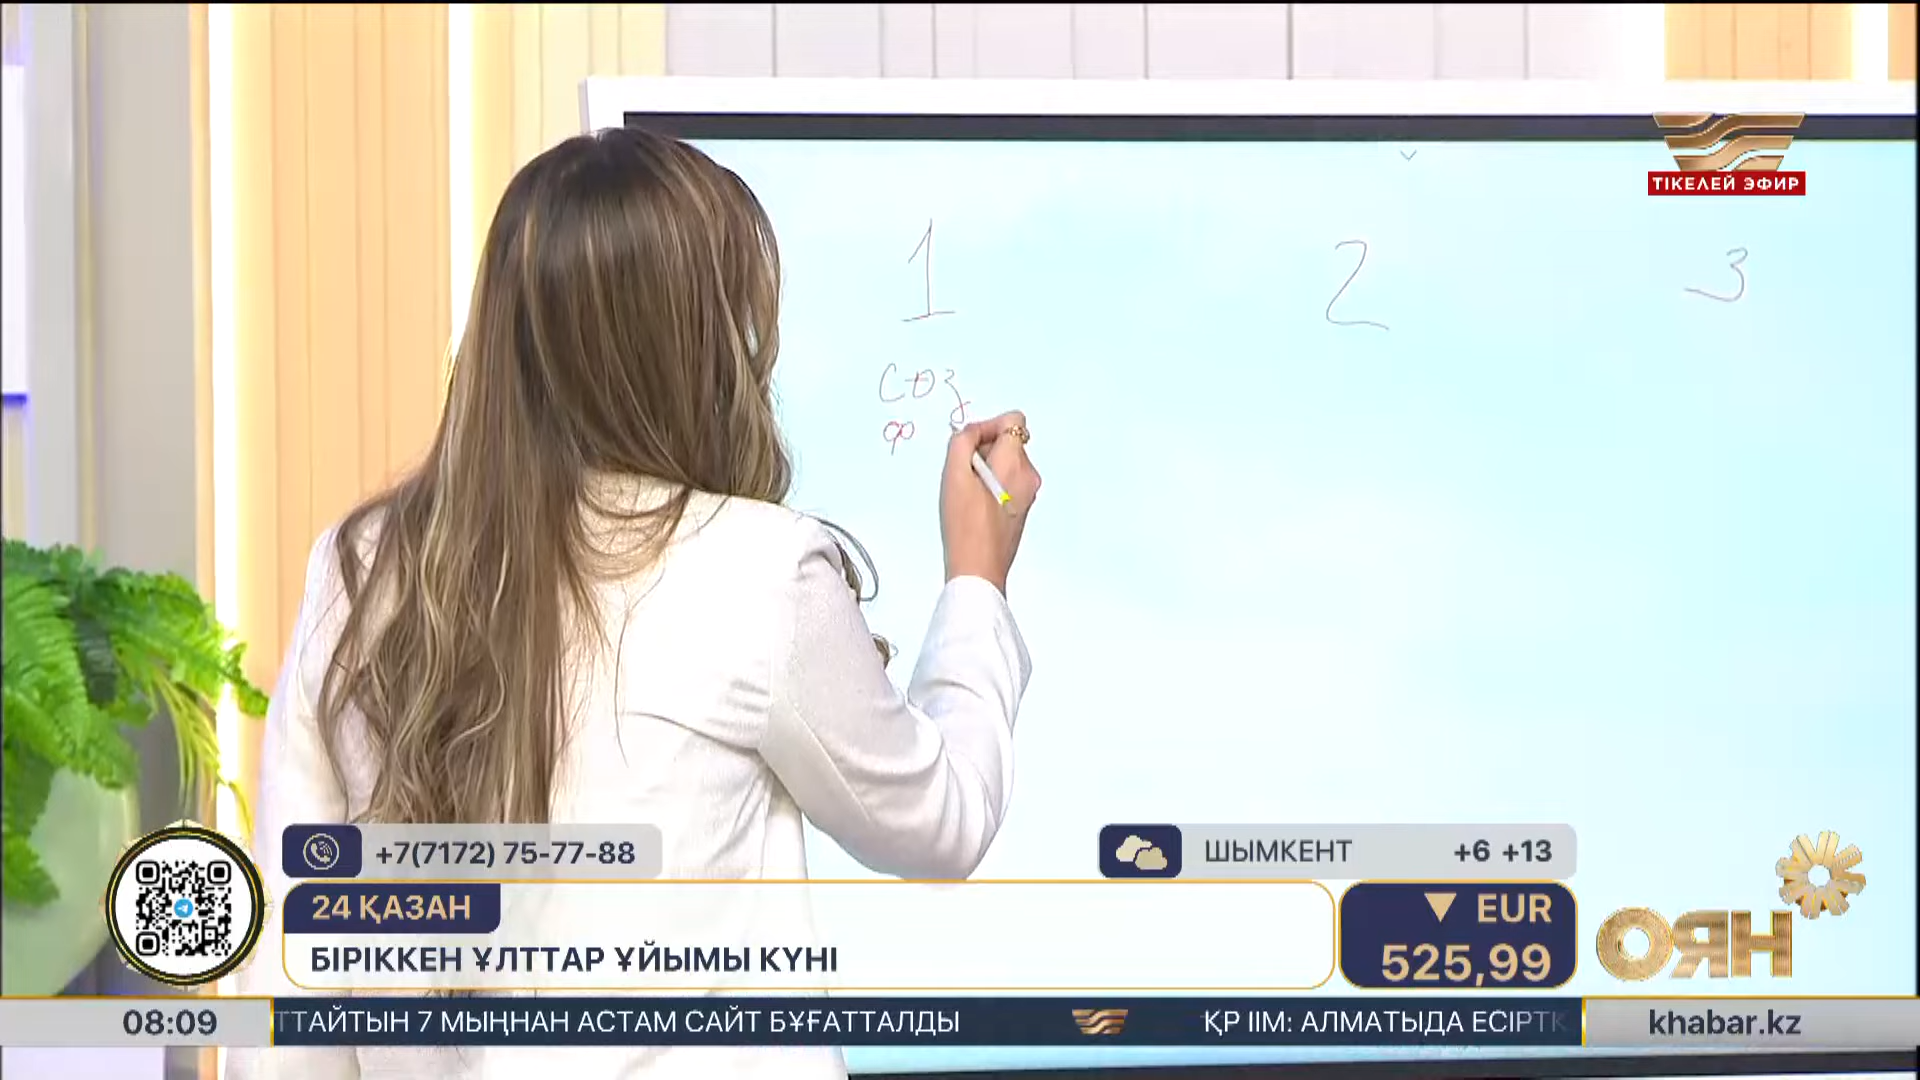 ТІКЕЛЕЙ ЭФИР
1 2 3
сөз
+7(7172) 75-77-88
ШЫМКЕНТ +6 +13
24 ҚАЗАН
БІРІККЕН ҰЛТТАР ҰЙЫМЫ КҮНІ
EUR
525,99
ОЯН
08:09
ТТАЙТЫН 7 МЫҢНАН АСТАМ САЙТ БҰҒАТТАЛДЫ
ҚР ІІМ: АЛМАТЫДА ЕСІРТК
khabar.kz